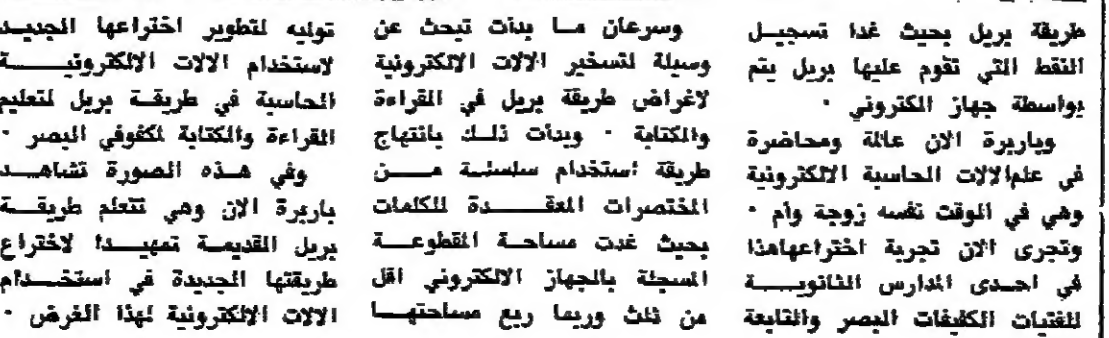 طريقة بريل بحيث غدا تسجيل
النقط التي تقوم عليها بريل يتم
بواسطة جهاز الكتروني ·
وباربرة الان عالمة ومحاضرة
في علم الالات الحاسبة الالكترونية
وهي في الوقت نفسه زوجة وام ·
وتجرى الان تجربة اختراعها هذا
في احدى المدارس الثانوية
للفتيات الكفيفات البصر والتابعة
وسرعان ما بدأت تبحث عن
وسيلة لتسخير الالات الالكترونية
لاغراض طريقة بريل في القراءة
والكتابة · وبدأت ذلك بانتهاج
طريقة استخدام سلسلة من
المختصرات المعقدة للكلمات
بحيث غدت مساحة المقطوعة
المسجلة بالجهاز الالكتروني اقل
من ثلث وربما ربع مساحتها
توليه لتطوير اختراعها الجديد
لاستخدام الالات الالكترونية
الحاسبة في طريقة بريل لتعليم
القراءة والكتابة لكفوفي البصر ·
وفي هذه الصورة تشاهد
باربرة الان وهي تتعلم طريقة
بريل القديمة تمهيدا لاختراع
طريقتها الجديدة في استخدام
الالات الالكترونية لهذا الغرض ·